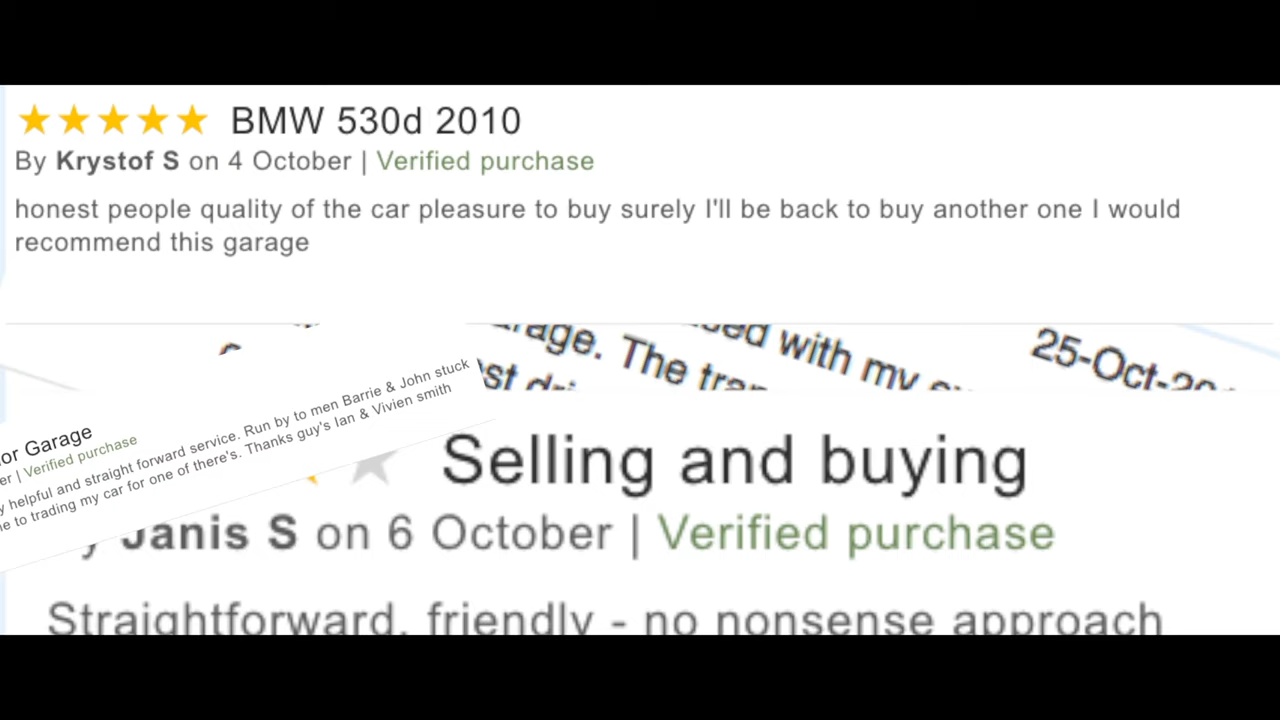 BMW 530d 2010
By Krystof S on 4 October | Verified purchase
honest people quality of the car pleasure to buy surely I'll be back to buy another one I would
recommend this garage
with my
25-Oct-20
age. The
Garage
er | Verified purchase
helpful and straight forward service. Run by to men Barrie & John stuck
to trading my car for one of there's. Thanks guy's Ian & Vivien smith
Selling and buying
Janis S on 6 October | Verified purchase
Straightforward, friendly - no nonsense approach